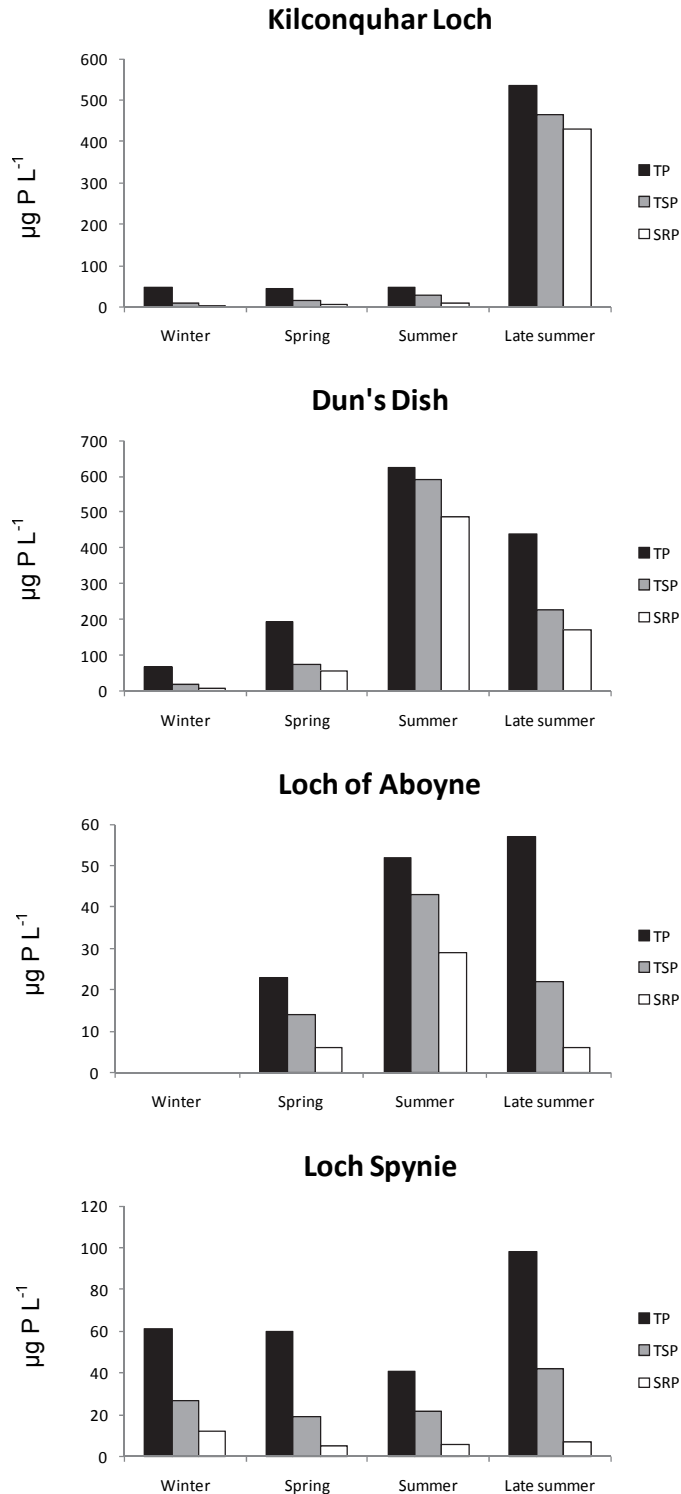 Kilconquhar Loch
600
500
400
300
200
100
0
µg P L⁻¹
Winter Spring Summer Late summer
TP
TSP
SRP
Dun's Dish
700
600
500
400
300
200
100
0
µg P L⁻¹
Winter Spring Summer Late summer
TP
TSP
SRP
Loch of Aboyne
60
50
40
30
20
10
0
µg P L⁻¹
Winter Spring Summer Late summer
TP
TSP
SRP
Loch Spynie
120
100
80
60
40
20
0
µg P L⁻¹
Winter Spring Summer Late summer
TP
TSP
SRP